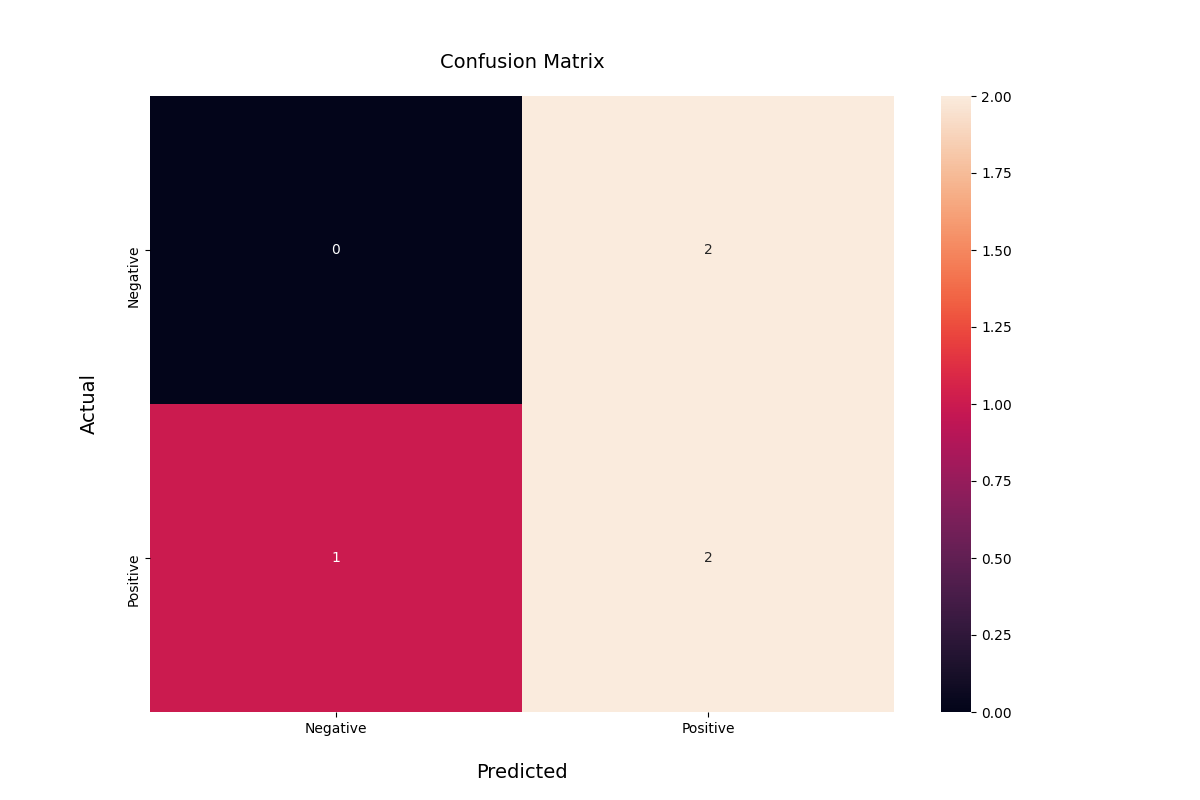 Confusion Matrix
Actual
Negative
0
2
Positive
1
2
Negative
Positive
Predicted
2.00
1.75
1.50
1.25
1.00
0.75
0.50
0.25
0.00